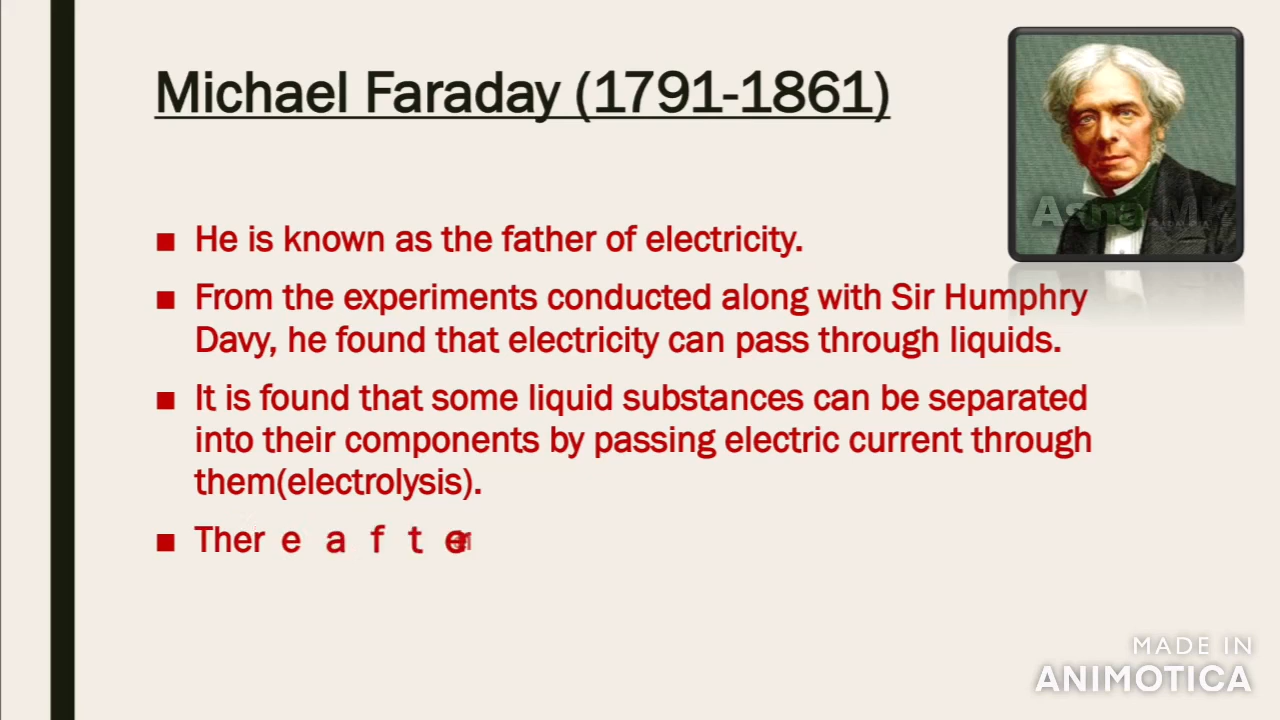 Michael Faraday (1791-1861)
■ He is known as the father of electricity.
■ From the experiments conducted along with Sir Humphry
Davy, he found that electricity can pass through liquids.
■ It is found that some liquid substances can be separated
into their components by passing electric current through
them(electrolysis).
■ Thereafter
Asna
MADE IN
ANIMOTICA